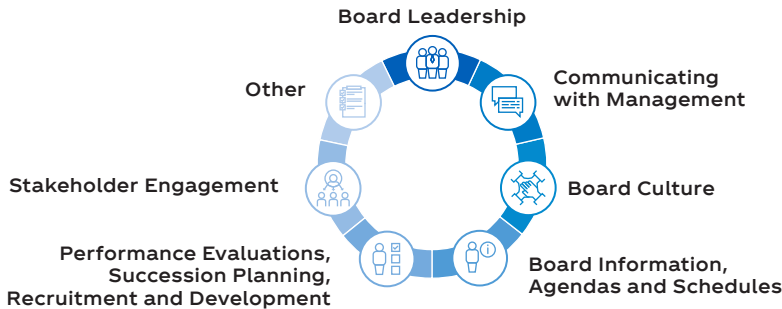 Board Leadership
Communicating
with Management
Board Culture
Board Information,
Agendas and Schedules
Performance Evaluations,
Succession Planning,
Recruitment and Development
Stakeholder Engagement
Other